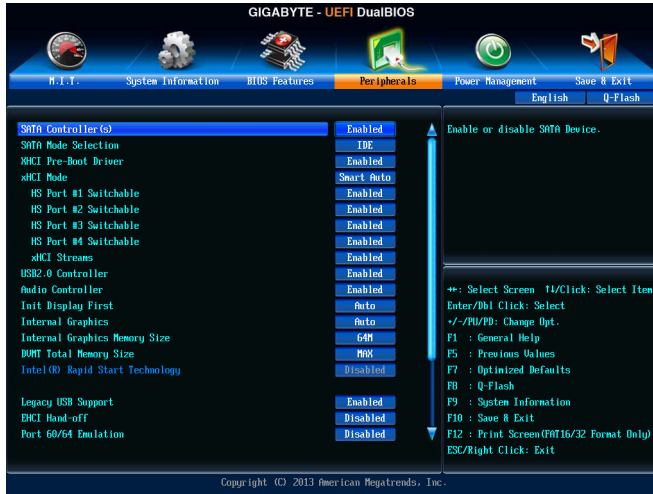 GIGABYTE - UEFI DualBIOS
M.I.T. System Information BIOS Features Peripherals Power Management Save & Exit
English Q-Flash
SATA Controller(s) Enabled
SATA Mode Selection IDE
XHCI Pre-Boot Driver Enabled
xHCI Mode Smart Auto
HS Port #1 Switchable Enabled
HS Port #2 Switchable Enabled
HS Port #3 Switchable Enabled
HS Port #4 Switchable Enabled
xHCI Streams Enabled
USB2.0 Controller Enabled
Audio Controller Enabled
Init Display First Auto
Internal Graphics Auto
Internal Graphics Memory Size 64M
DVMT Total Memory Size MAX
Intel(R) Rapid Start Technology Disabled
Legacy USB Support Enabled
EHCI Hand-off Disabled
Port 60/64 Emulation Disabled
Enable or disable SATA Device.
→←: Select Screen ↑↓/Click: Select Item
Enter/Dbl Click: Select
+/-/PU/PD: Change Opt.
F1 : General Help
F5 : Previous Values
F7 : Optimized Defaults
F8 : Q-Flash
F9 : System Information
F10 : Save & Exit
F12 : Print Screen(FAT16/32 Format Only)
ESC/Right Click: Exit
Copyright (C) 2013 American Megatrends, Inc.